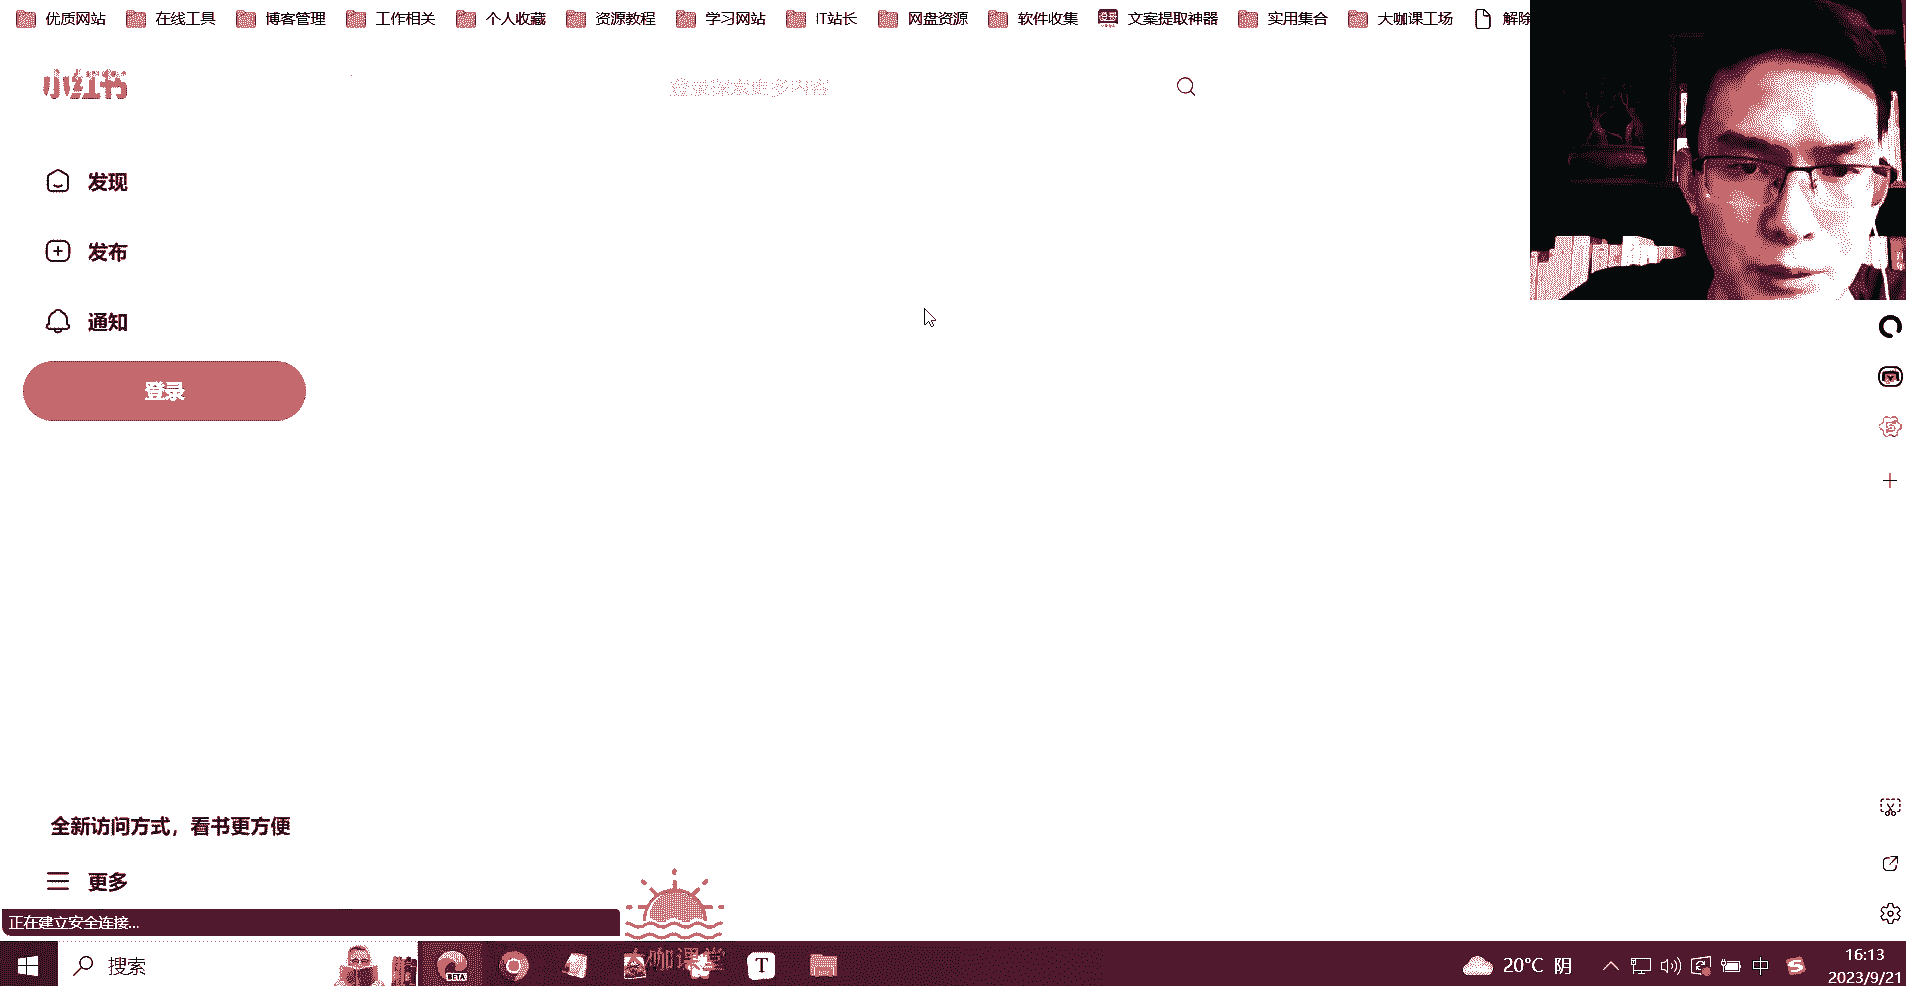 优质网站 在线工具 博客管理 工作相关 个人收藏 资源教程 学习网站 IT站长 网盘资源 软件收集 文案提取神器 实用集合 大咖课工场 解除
小红书 登录探索更多内容
发现
发布
通知
登录
全新访问方式，看书更方便
更多
正在建立安全连接...
大咖课堂
搜索 BETA T 20°C 阴 中 16:13
2023/9/21